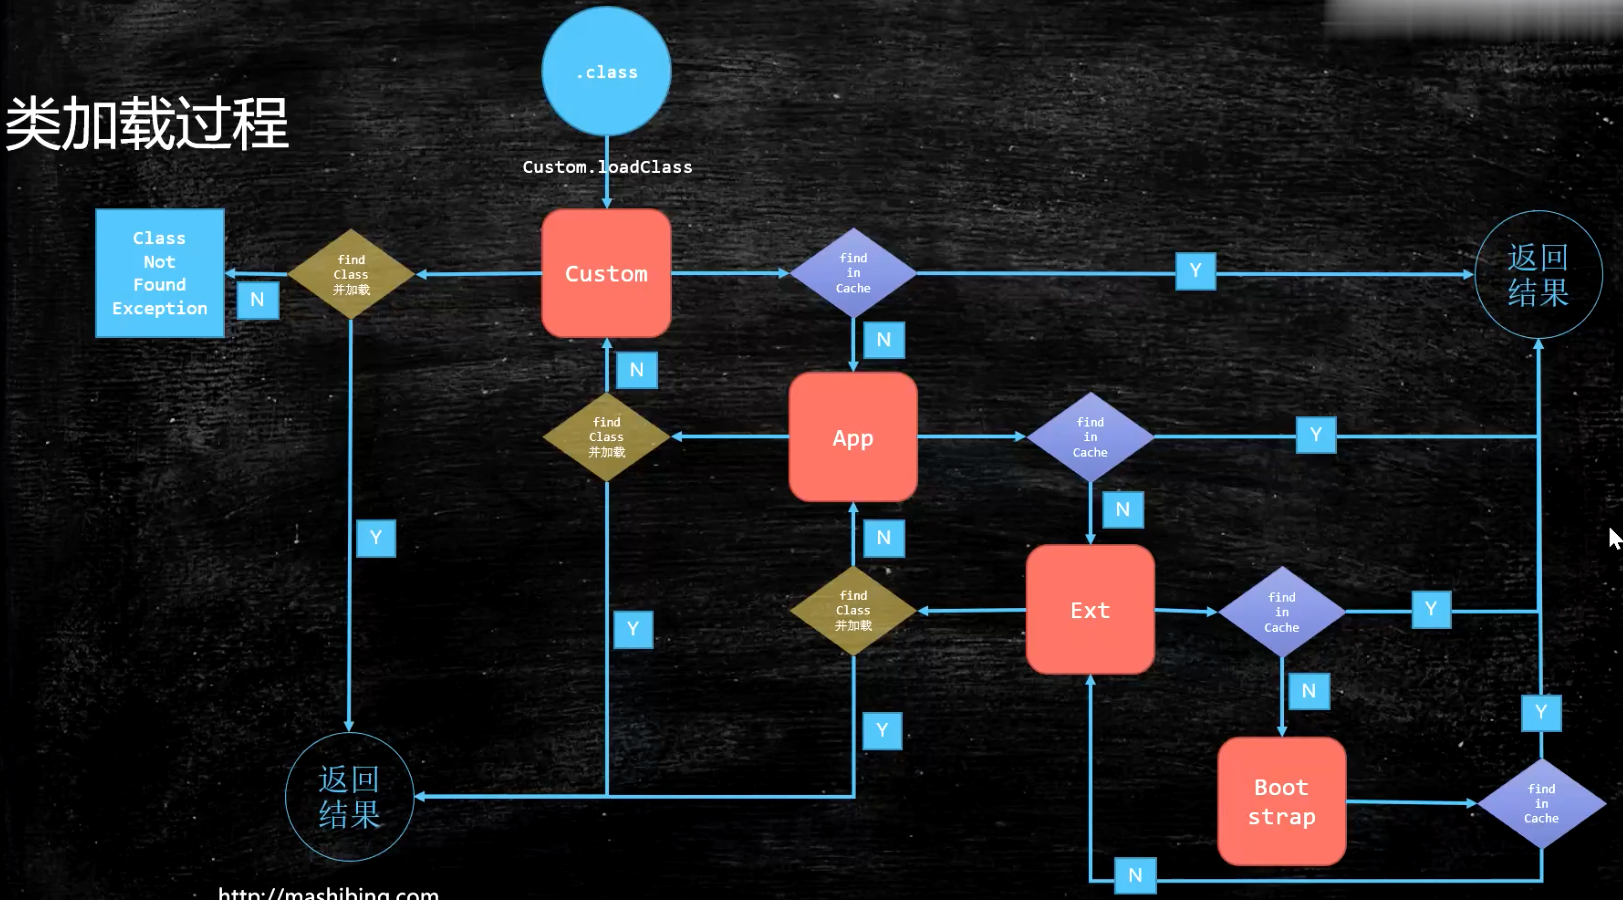 .class
类加载过程
Custom.loadClass
Class
Not
Found
Exception
N
find
Class
并加载
Custom
find
in
Cache
Y
返回
结果
N
N
find
Class
并加载
App
find
in
Cache
Y
N
Y
N
find
Class
并加载
Ext
find
in
Cache
Y
Y
N
Y
Y
返回
结果
Boot
strap
find
in
Cache
N
http://mashibing.com